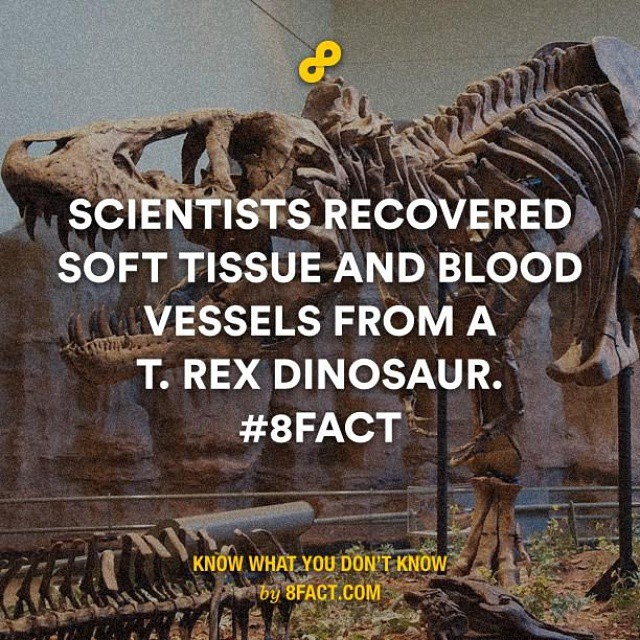 SCIENTISTS RECOVERED
SOFT TISSUE AND BLOOD
VESSELS FROM A
T. REX DINOSAUR.
#8FACT
KNOW WHAT YOU DON'T KNOW
by 8FACT.COM